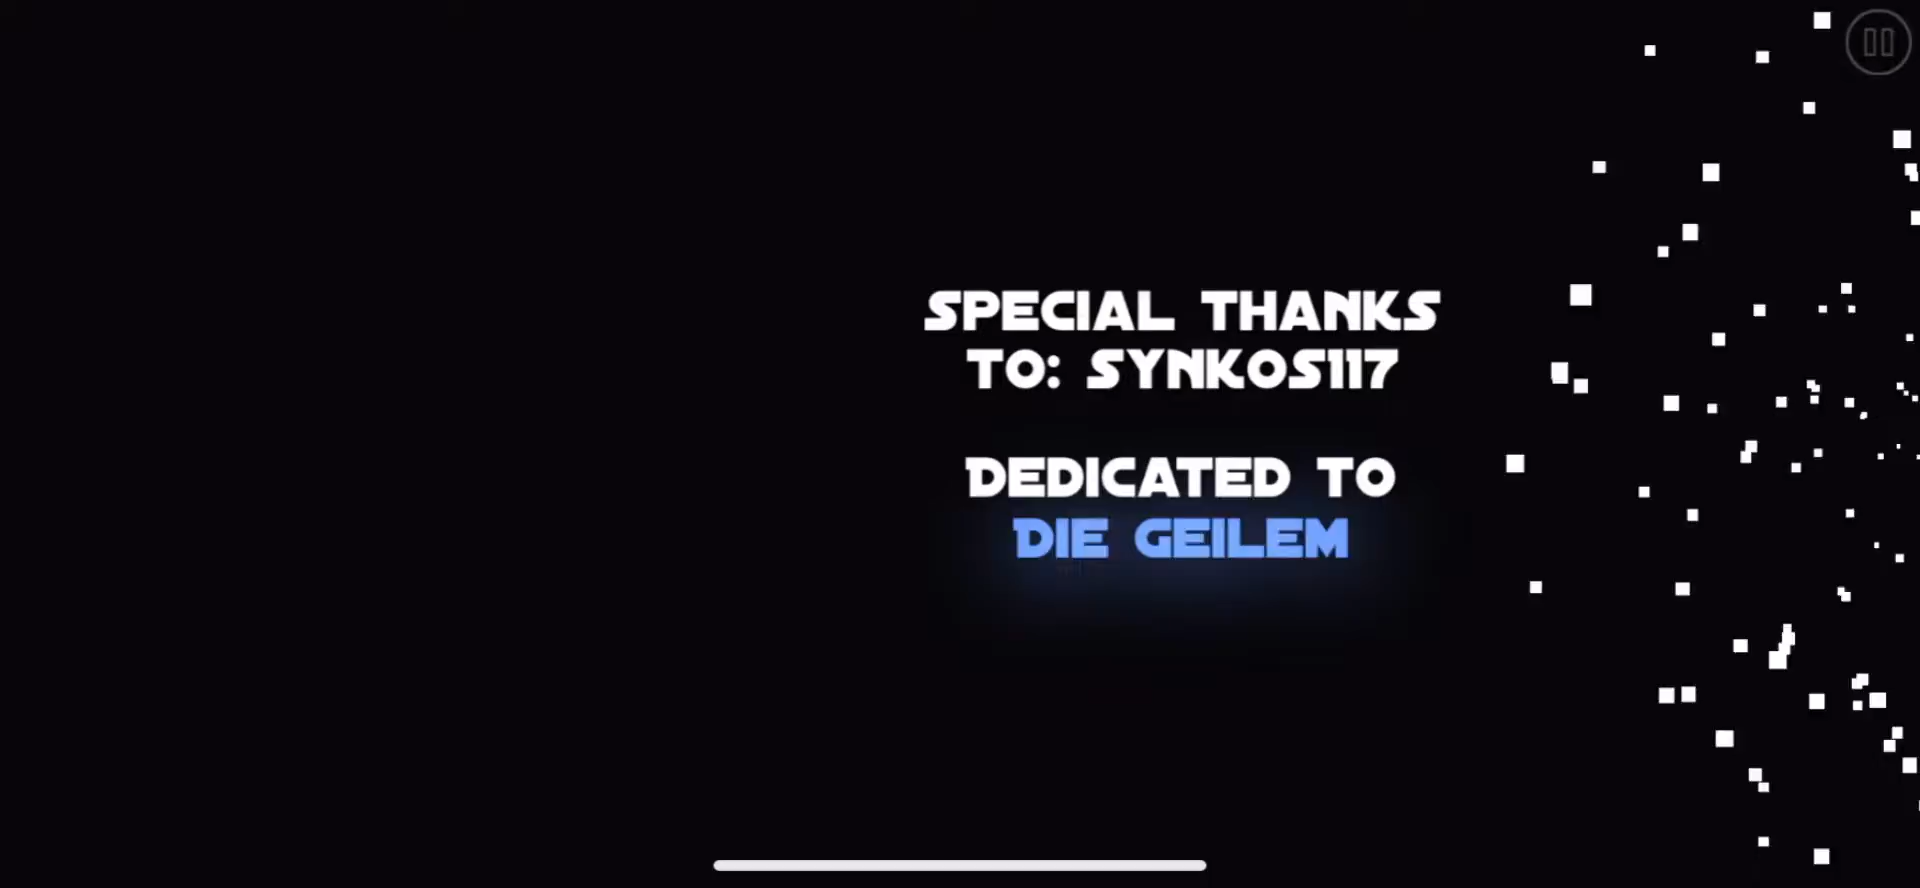 SPECIAL THANKS
TO: SYNKOS117
DEDICATED TO
DIE GEILEM